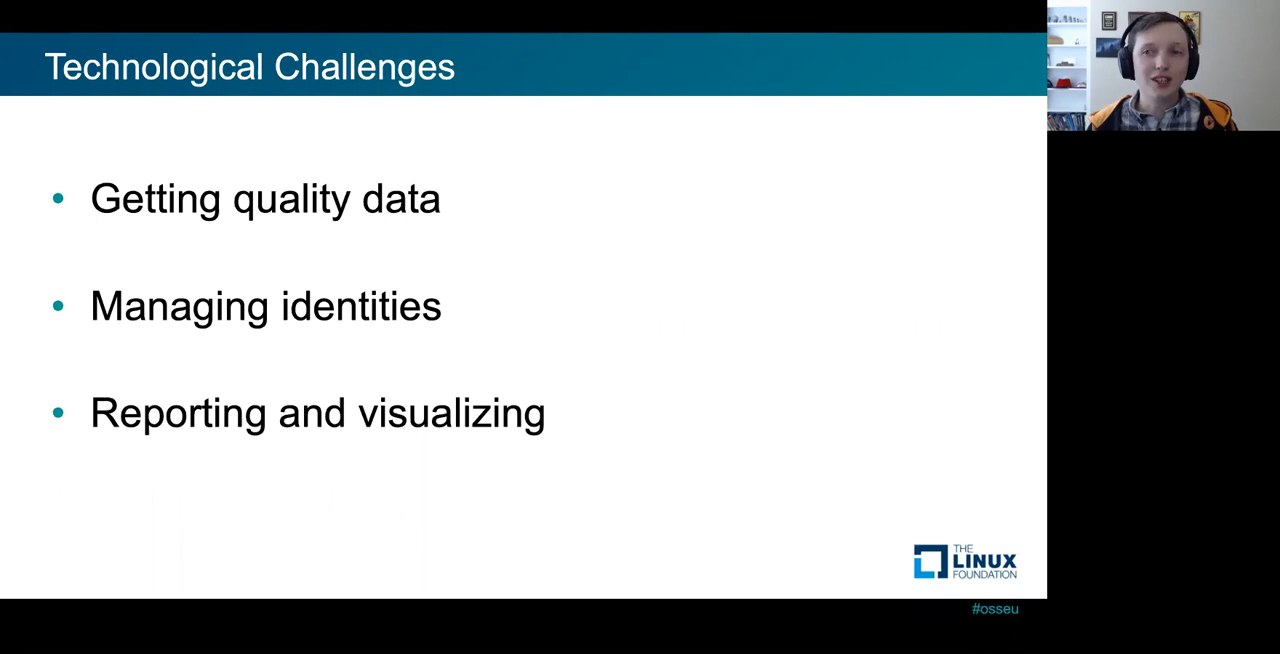 Technological Challenges
• Getting quality data
• Managing identities
• Reporting and visualizing
THE
LINUX
FOUNDATION
#osseu